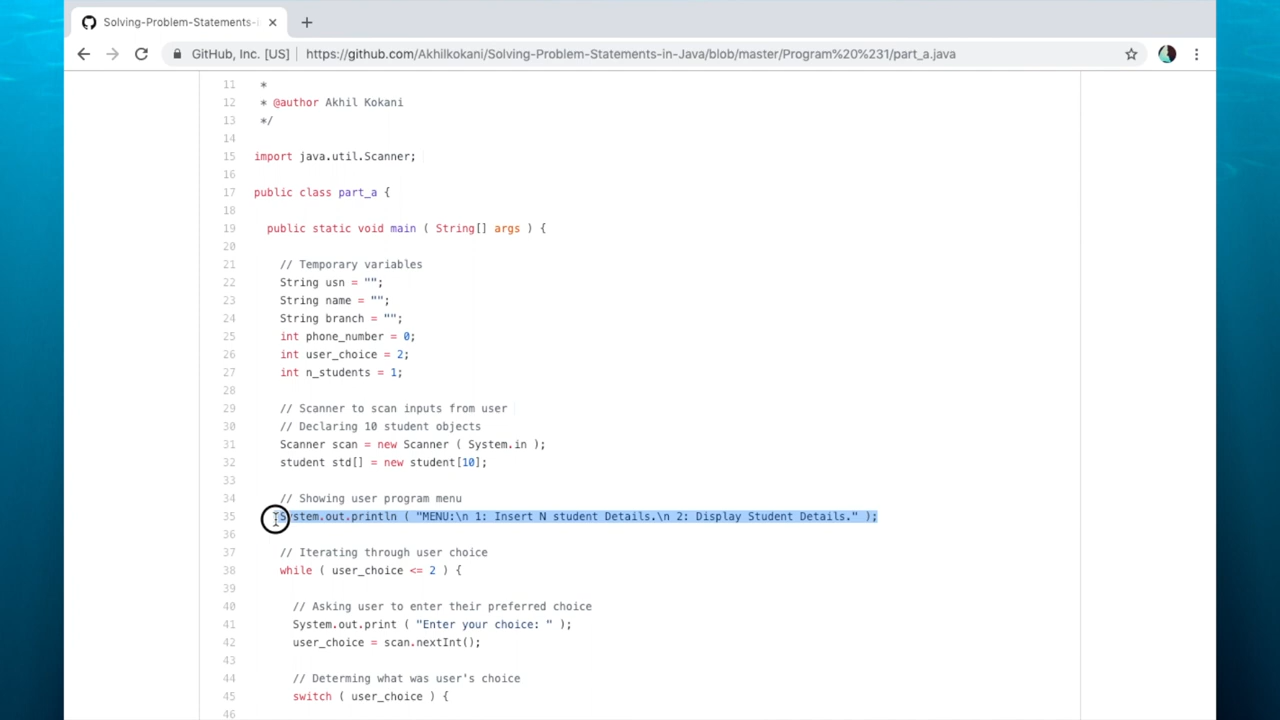 Solving-Problem-Statements-i
GitHub, Inc. [US] https://github.com/Akhilkokani/Solving-Problem-Statements-in-Java/blob/master/Program%20%231/part_a.java
11 *
12 * @author Akhil Kokani
13 */
14
15 import java.util.Scanner;
16
17 public class part_a {
18
19 public static void main ( String[] args ) {
20
21 // Temporary variables
22 String usn = "";
23 String name = "";
24 String branch = "";
25 int phone_number = 0;
26 int user_choice = 2;
27 int n_students = 1;
28
29 // Scanner to scan inputs from user
30 // Declaring 10 student objects
31 Scanner scan = new Scanner ( System.in );
32 student std[] = new student[10];
33
34 // Showing user program menu
35 System.out.println ( "MENU:\n 1: Insert N student Details.\n 2: Display Student Details." );
36
37 // Iterating through user choice
38 while ( user_choice <= 2 ) {
39
40 // Asking user to enter their preferred choice
41 System.out.print ( "Enter your choice: " );
42 user_choice = scan.nextInt();
43
44 // Determing what was user's choice
45 switch ( user_choice ) {
46